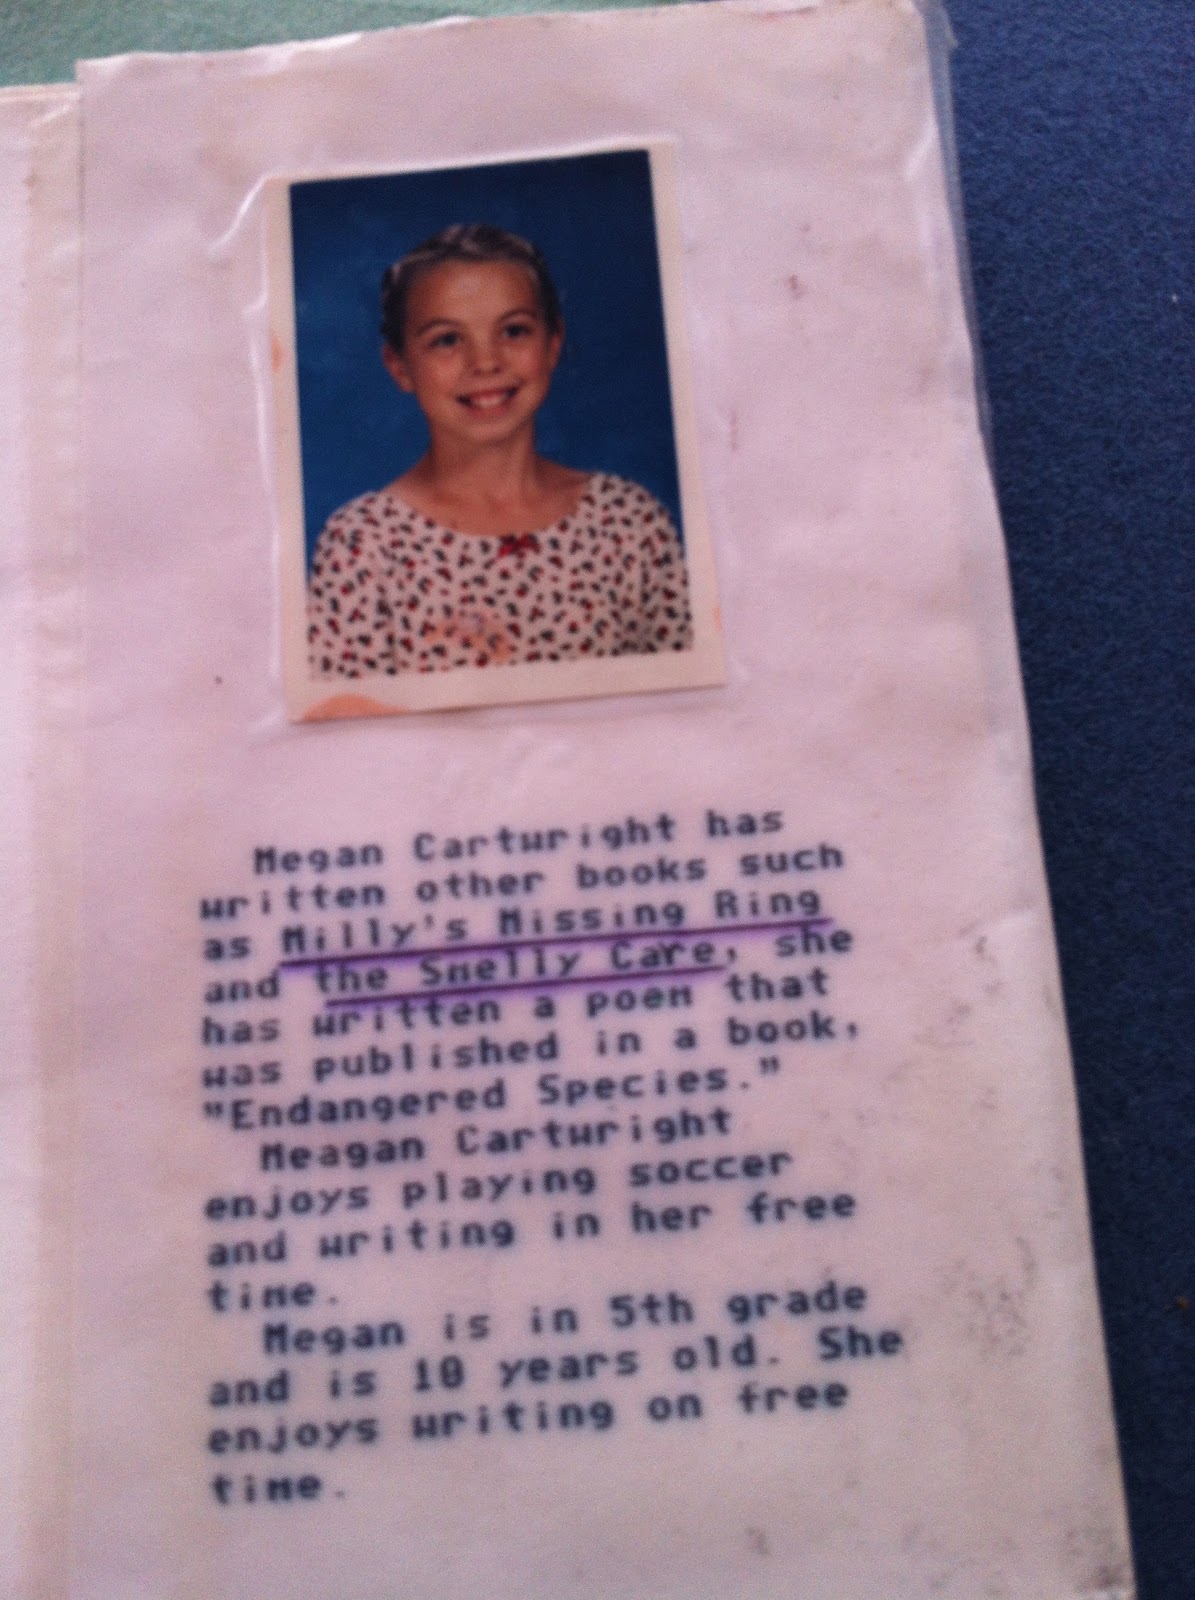 Megan Cartwright has
written other books such
as Milly's Missing Ring
and the Smelly Care, she
has written a poem that
was published in a book,
"Endangered Species."
Meagan Cartwright
enjoys playing soccer
and writing in her free
time.
Megan is in 5th grade
and is 10 years old. She
enjoys writing on free
time.